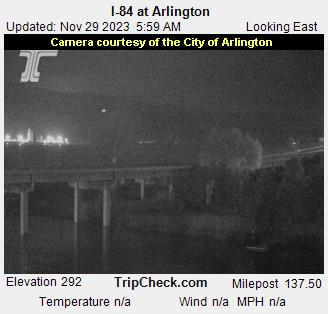 I-84 at Arlington
Updated: Nov 29 2023 5:59 AM Looking East
Camera courtesy of the City of Arlington
Elevation 292 TripCheck.com Milepost 137.50
Temperature n/a Wind n/a MPH n/a